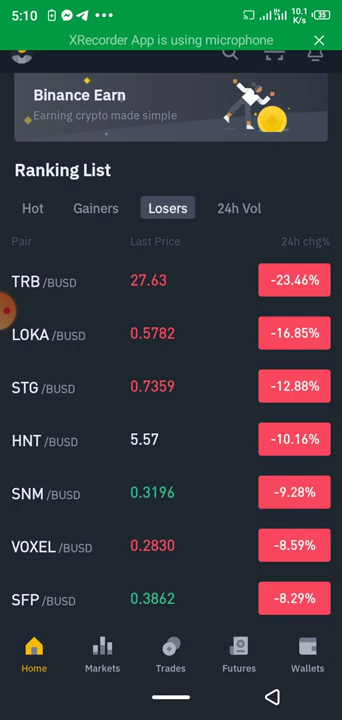 5:10
10.1
K/s
35
XRecorder App is using microphone
Binance Earn
Earning crypto made simple
Ranking List
Hot Gainers Losers 24h Vol
Pair Last Price 24h chg%
TRB /BUSD 27.63 -23.46%
LOKA /BUSD 0.5782 -16.85%
STG /BUSD 0.7359 -12.88%
HNT /BUSD 5.57 -10.16%
SNM /BUSD 0.3196 -9.28%
VOXEL /BUSD 0.2830 -8.59%
SFP /BUSD 0.3862 -8.29%
Home Markets Trades Futures Wallets